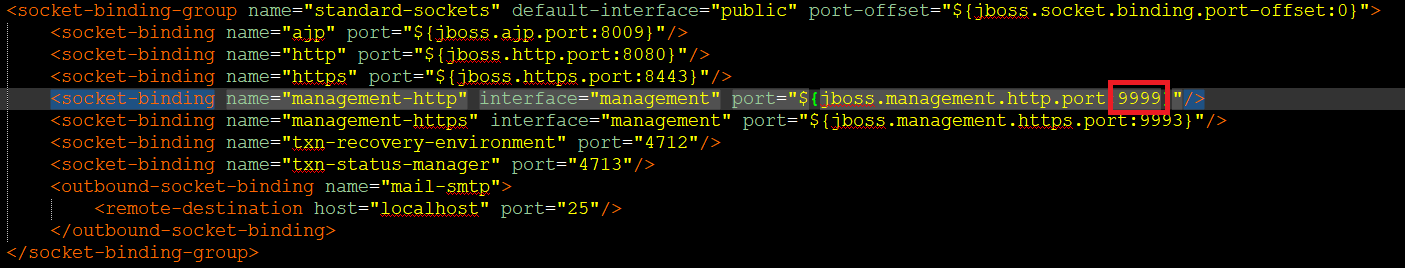 <socket-binding-group name="standard-sockets" default-interface="public" port-offset="${jboss.socket.binding.port-offset:0}">
<socket-binding name="ajp" port="${jboss.ajp.port:8009}"/>
<socket-binding name="http" port="${jboss.http.port:8080}"/>
<socket-binding name="https" port="${jboss.https.port:8443}"/>
<socket-binding name="management-http" interface="management" port="${jboss.management.http.port:9999}"/>
<socket-binding name="management-https" interface="management" port="${jboss.management.https.port:9993}"/>
<socket-binding name="txn-recovery-environment" port="4712"/>
<socket-binding name="txn-status-manager" port="4713"/>
<outbound-socket-binding name="mail-smtp">
<remote-destination host="localhost" port="25"/>
</outbound-socket-binding>
</socket-binding-group>